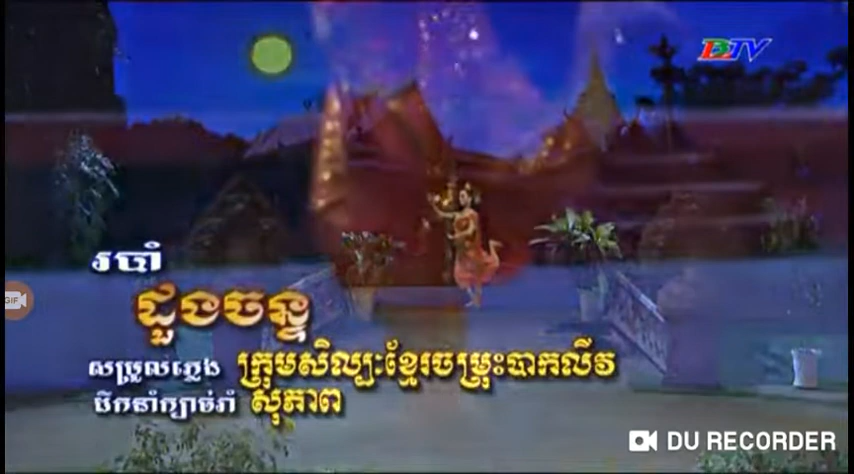 BTV
របាំ
ដួងចន្ទ
GIF
សម្រួលភ្លេង ក្រុមសិល្បៈខ្មែរចម្រុះបាកលីវ
ដឹកនាំក្បាច់រាំ សុភាព
DU RECORDER